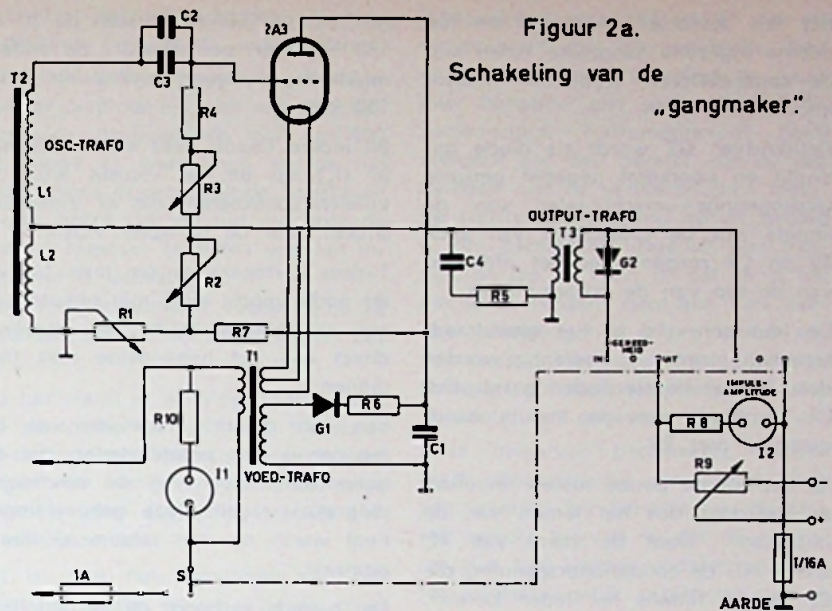 Figuur 2a.
Schakeling van de
„gangmaker".
C2
C3
2A3
T2
OSC-TRAFO
R4
R3
L1
L2
R2
R1
R7
C4
R5
OUTPUT-TRAFO
T3
G2
IN
GEREED-
HEID
UIT
T1
R10
I1
G1
R6
C1
VOED-TRAFO
IMPULS-
AMPLITUDE
R8
I2
R9
−
+
1/16A
AARDE
−
1A
S